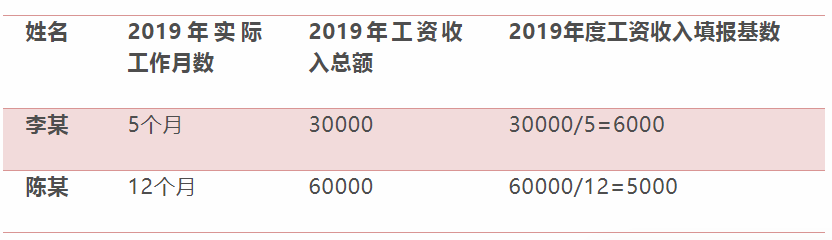 姓名 2019年实际 2019年工资收 2019年度工资收入填报基数
工作月数 入总额
李某 5个月 30000 30000/5=6000
陈某 12个月 60000 60000/12=5000